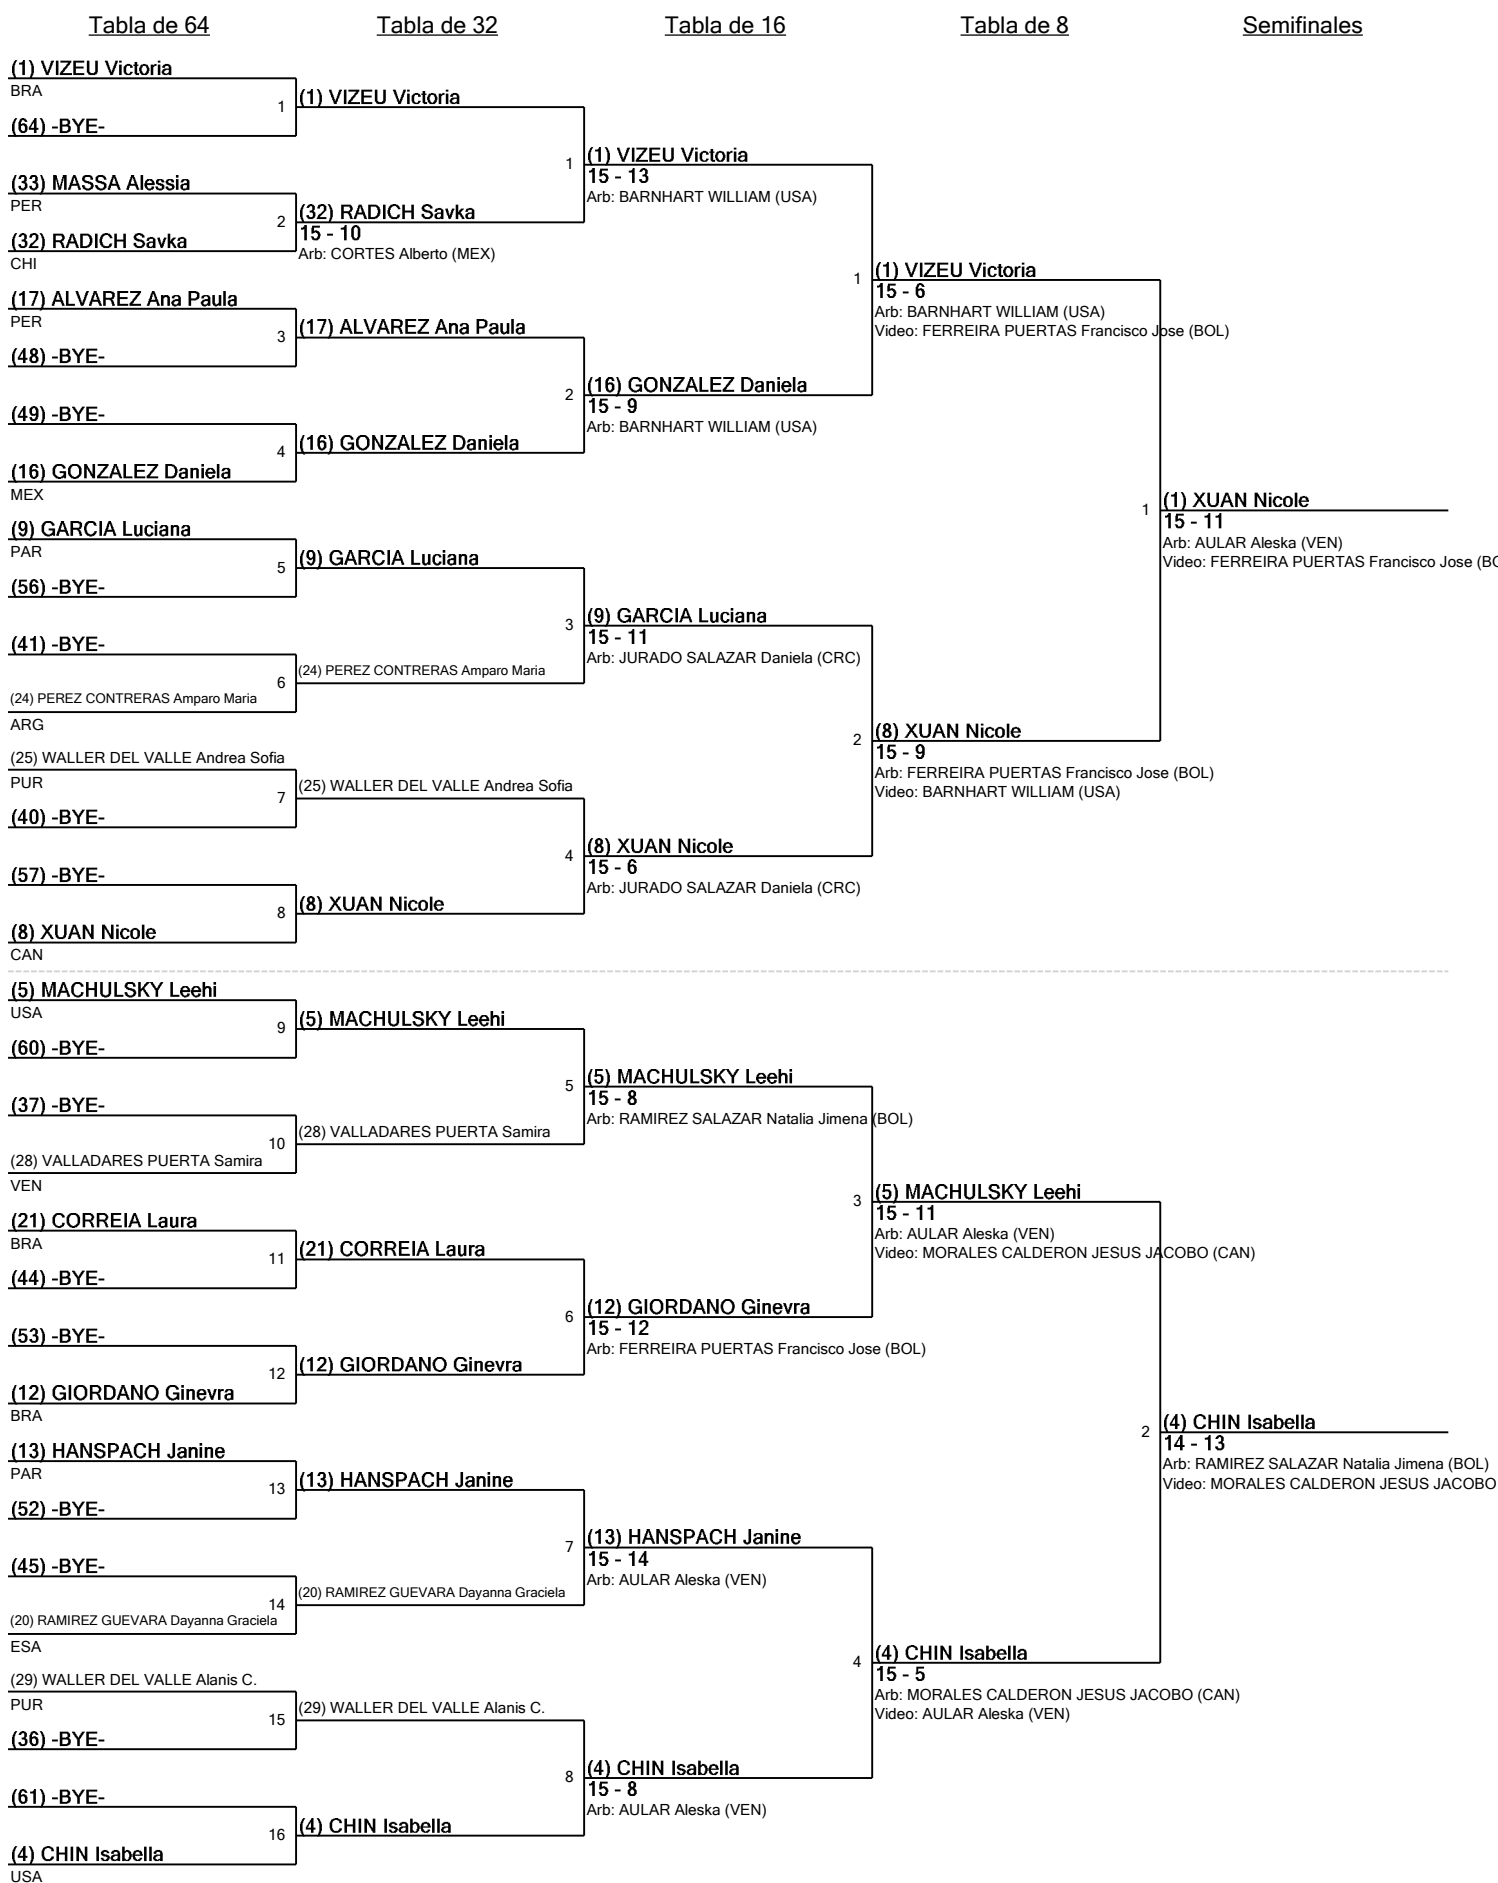 Tabla de 64
Tabla de 32
Tabla de 16
Tabla de 8
Semifinales
(1) VIZEU Victoria
BRA
1
(64) -BYE-
(33) MASSA Alessia
PER
2
(32) RADICH Savka
CHI
(17) ALVAREZ Ana Paula
PER
3
(48) -BYE-
(49) -BYE-
4
(16) GONZALEZ Daniela
MEX
(9) GARCIA Luciana
PAR
5
(56) -BYE-
(41) -BYE-
6
(24) PEREZ CONTRERAS Amparo Maria
ARG
(25) WALLER DEL VALLE Andrea Sofia
PUR
7
(40) -BYE-
(57) -BYE-
8
(8) XUAN Nicole
CAN
(5) MACHULSKY Leehi
USA
9
(60) -BYE-
(37) -BYE-
10
(28) VALLADARES PUERTA Samira
VEN
(21) CORREIA Laura
BRA
11
(44) -BYE-
(53) -BYE-
12
(12) GIORDANO Ginevra
BRA
(13) HANSPACH Janine
PAR
13
(52) -BYE-
(45) -BYE-
14
(20) RAMIREZ GUEVARA Dayanna Graciela
ESA
(29) WALLER DEL VALLE Alanis C.
PUR
15
(36) -BYE-
(61) -BYE-
16
(4) CHIN Isabella
USA
(1) VIZEU Victoria
1
(32) RADICH Savka
15 - 10
Arb: CORTES Alberto (MEX)
(17) ALVAREZ Ana Paula
2
(16) GONZALEZ Daniela
(9) GARCIA Luciana
3
(24) PEREZ CONTRERAS Amparo Maria
(25) WALLER DEL VALLE Andrea Sofia
4
(8) XUAN Nicole
(5) MACHULSKY Leehi
5
(28) VALLADARES PUERTA Samira
(21) CORREIA Laura
6
(12) GIORDANO Ginevra
(13) HANSPACH Janine
7
(20) RAMIREZ GUEVARA Dayanna Graciela
(29) WALLER DEL VALLE Alanis C.
8
(4) CHIN Isabella
(1) VIZEU Victoria
15 - 13
Arb: BARNHART WILLIAM (USA)
1
(16) GONZALEZ Daniela
15 - 9
Arb: BARNHART WILLIAM (USA)
(9) GARCIA Luciana
15 - 11
Arb: JURADO SALAZAR Daniela (CRC)
2
(8) XUAN Nicole
15 - 6
Arb: JURADO SALAZAR Daniela (CRC)
(5) MACHULSKY Leehi
15 - 8
Arb: RAMIREZ SALAZAR Natalia Jimena (BOL)
3
(12) GIORDANO Ginevra
15 - 12
Arb: FERREIRA PUERTAS Francisco Jose (BOL)
(13) HANSPACH Janine
15 - 14
Arb: AULAR Aleska (VEN)
4
(4) CHIN Isabella
15 - 8
Arb: AULAR Aleska (VEN)
(1) VIZEU Victoria
15 - 6
Arb: BARNHART WILLIAM (USA)
Video: FERREIRA PUERTAS Francisco Jose (BOL)
1
(8) XUAN Nicole
15 - 9
Arb: FERREIRA PUERTAS Francisco Jose (BOL)
Video: BARNHART WILLIAM (USA)
(5) MACHULSKY Leehi
15 - 11
Arb: AULAR Aleska (VEN)
Video: MORALES CALDERON JESUS JACOBO (CAN)
2
(4) CHIN Isabella
15 - 5
Arb: MORALES CALDERON JESUS JACOBO (CAN)
Video: AULAR Aleska (VEN)
(1) XUAN Nicole
15 - 11
Arb: AULAR Aleska (VEN)
Video: FERREIRA PUERTAS Francisco Jose
(4) CHIN Isabella
14 - 13
Arb: RAMIREZ SALAZAR Natalia Jimena (BOL)
Video: MORALES CALDERON JESUS JACOBO